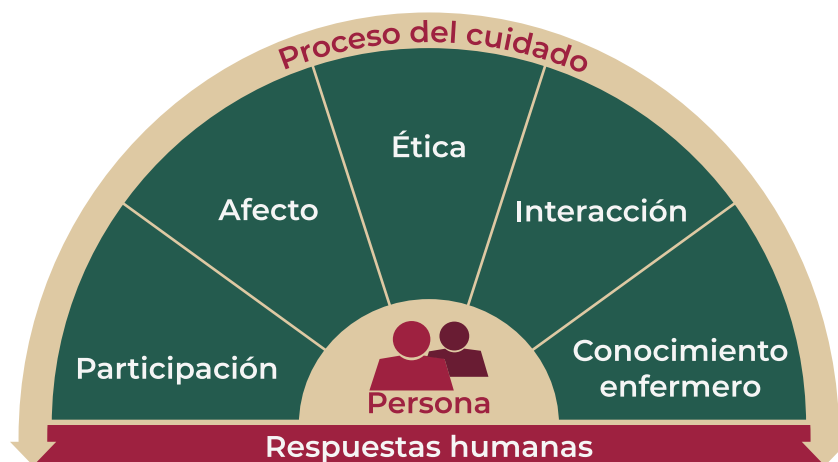 Proceso del cuidado
Ética
Afecto
Interacción
Participación
Conocimiento
enfermero
Persona
Respuestas humanas